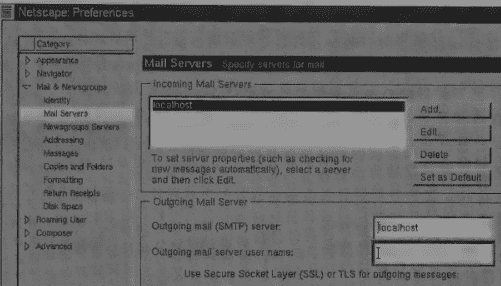 Netscape: Preferences
Category
Appearance
Navigator
Mail & Newsgroups
Identity
Mail Servers
Newsgroups Servers
Addressing
Messages
Copies and Folders
Formatting
Return Receipts
Disk Space
Roaming User
Composer
Advanced
Mail Servers Specify servers for mail
Incoming Mail Servers
localhost
Add...
Edit...
Delete
Set as Default
To set server properties (such as checking for
new messages automatically), select a server
and then click Edit.
Outgoing Mail Server
Outgoing mail (SMTP) server: localhost
Outgoing mail server user name:
Use Secure Socket Layer (SSL) or TLS for outgoing messages: